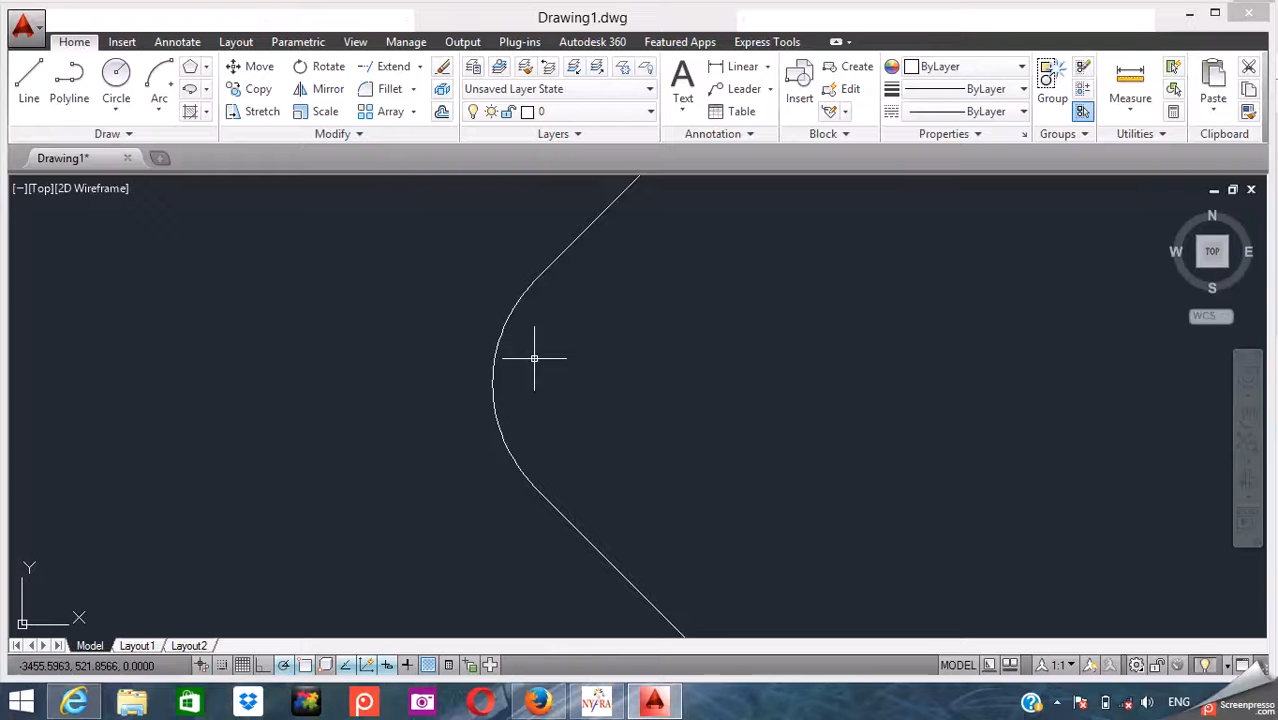 Drawing1.dwg
Home Insert Annotate Layout Parametric View Manage Output Plug-ins Autodesk 360 Featured Apps Express Tools
Move Rotate Extend Linear Create ByLayer
Line Polyline Circle Arc Copy Mirror Fillet Unsaved Layer State Text Leader Insert Edit ByLayer Group Measure Paste
Stretch Scale Array 0 Table ByLayer
Draw Modify Layers Annotation Block Properties Groups Utilities Clipboard
Drawing1*
[−][Top][2D Wireframe]
N
W TOP E
S
WCS
Y
X
Model Layout1 Layout2
-3455.5963, 521.8566, 0.0000 MODEL 1:1
ENG
Screenpresso
.com